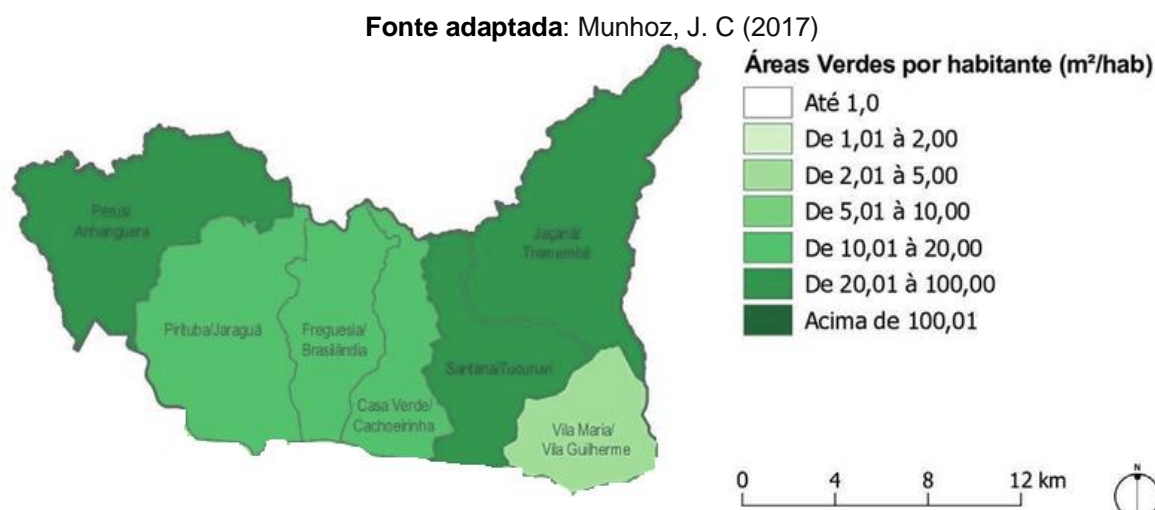 Fonte adaptada: Munhoz, J. C (2017)
Áreas Verdes por habitante (m²/hab)
Até 1,0
De 1,01 à 2,00
De 2,01 à 5,00
De 5,01 à 10,00
De 10,01 à 20,00
De 20,01 à 100,00
Acima de 100,01
Perus/
Anhanguera
Jaçanã/
Tremembé
Pirituba/Jaraguá
Freguesia/
Brasilândia
Santana/Tucuruvi
Casa Verde/
Cachoeirinha
Vila Maria/
Vila Guilherme
0 4 8 12 km
N